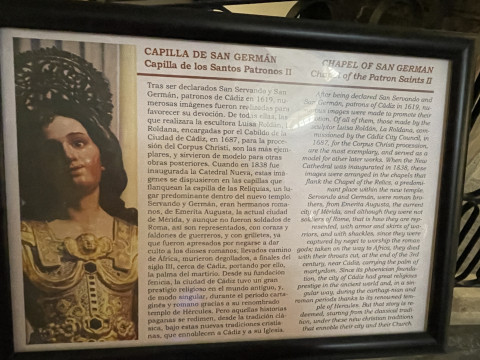 CAPILLA DE SAN GERMÁN
Capilla de los Santos Patronos II
Tras ser declarados San Servando y San
Germán, patronos de Cádiz en 1619, nu-
merosas imágenes fueron realizadas para
favorecer su devoción. De todas ellas, las
que realizara la escultora Luisa Roldán, La
Roldana, encargadas por el Cabildo de la
Ciudad de Cádiz, en 1687, para la proce-
sión del Corpus Christi, son las más ejem-
plares, y sirvieron de modelo para otras
obras posteriores. Cuando en 1838 fue
inaugurada la Catedral Nueva, estas imá-
genes se dispusieron en las capillas que
flanquean la capilla de las Reliquias, un lu-
gar predominante dentro del nuevo templo.
Servando y Germán, eran hermanos roma-
nos, de Emerita Augusta, la actual ciudad
de Mérida, y aunque no fueron soldados de
Roma, así son representados, con coraza y
faldones de guerreros, y con grilletes, ya
que fueron apresados por negarse a dar
culto a los dioses romanos; llevados camino
de África, murieron degollados, a finales del
siglo III, cerca de Cádiz, portando por ello,
la palma del martirio. Desde su fundación
fenicia, la ciudad de Cádiz tuvo un gran
prestigio religioso en el mundo antiguo, y,
de modo singular, durante el periodo carta-
ginés y romano gracias a su renombrado
templo de Hércules. Pero aquellas historias
paganas se redimen, desde la tradición clá-
sica, bajo estas nuevas tradiciones cristia-
nas, que ennoblecen a Cádiz y a su Iglesia.
CHAPEL OF SAN GERMAN
Chapel of the Patron Saints II
After being declared San Servando and
San Germán, patrons of Cádiz in 1619,
images were made to promote their
devotion. Of all of them, those made by the
sculptor Luisa Roldán, La Roldana, com-
missioned by the Cádiz City Council, in
1687, for the Corpus Christi procession,
are the most exemplary, and served as a
model for other later works. When the New
Cathedral was inaugurated in 1838, these
images were arranged in the chapels that
flank the Chapel of the Relics, a predomi-
nant place within the new temple.
Servando and Germán, were roman bro-
thers, from Emerita Augusta, the current
city of Mérida, and although they were not
soldiers of Rome, that is how they are rep-
resented, with armor and skirts of wa-
rriors, and with shackles, since they were
captured by negat to worship the roman
gods; taken on the way to Africa, they died
with their throats cut, at the end of the 3rd
century, near Cádiz, carrying the palm of
martyrdom. Since its phoenician founda-
tion, the city of Cádiz had great religious
prestige in the ancient world and, in a sin-
gular way, during the carthaginian and
roman periods thanks to its renowned tem-
ple of Hercules. But that story is re-
deemed, starting from the classical tradi-
tion, under these new christian traditions
that ennoble their city and their Church.